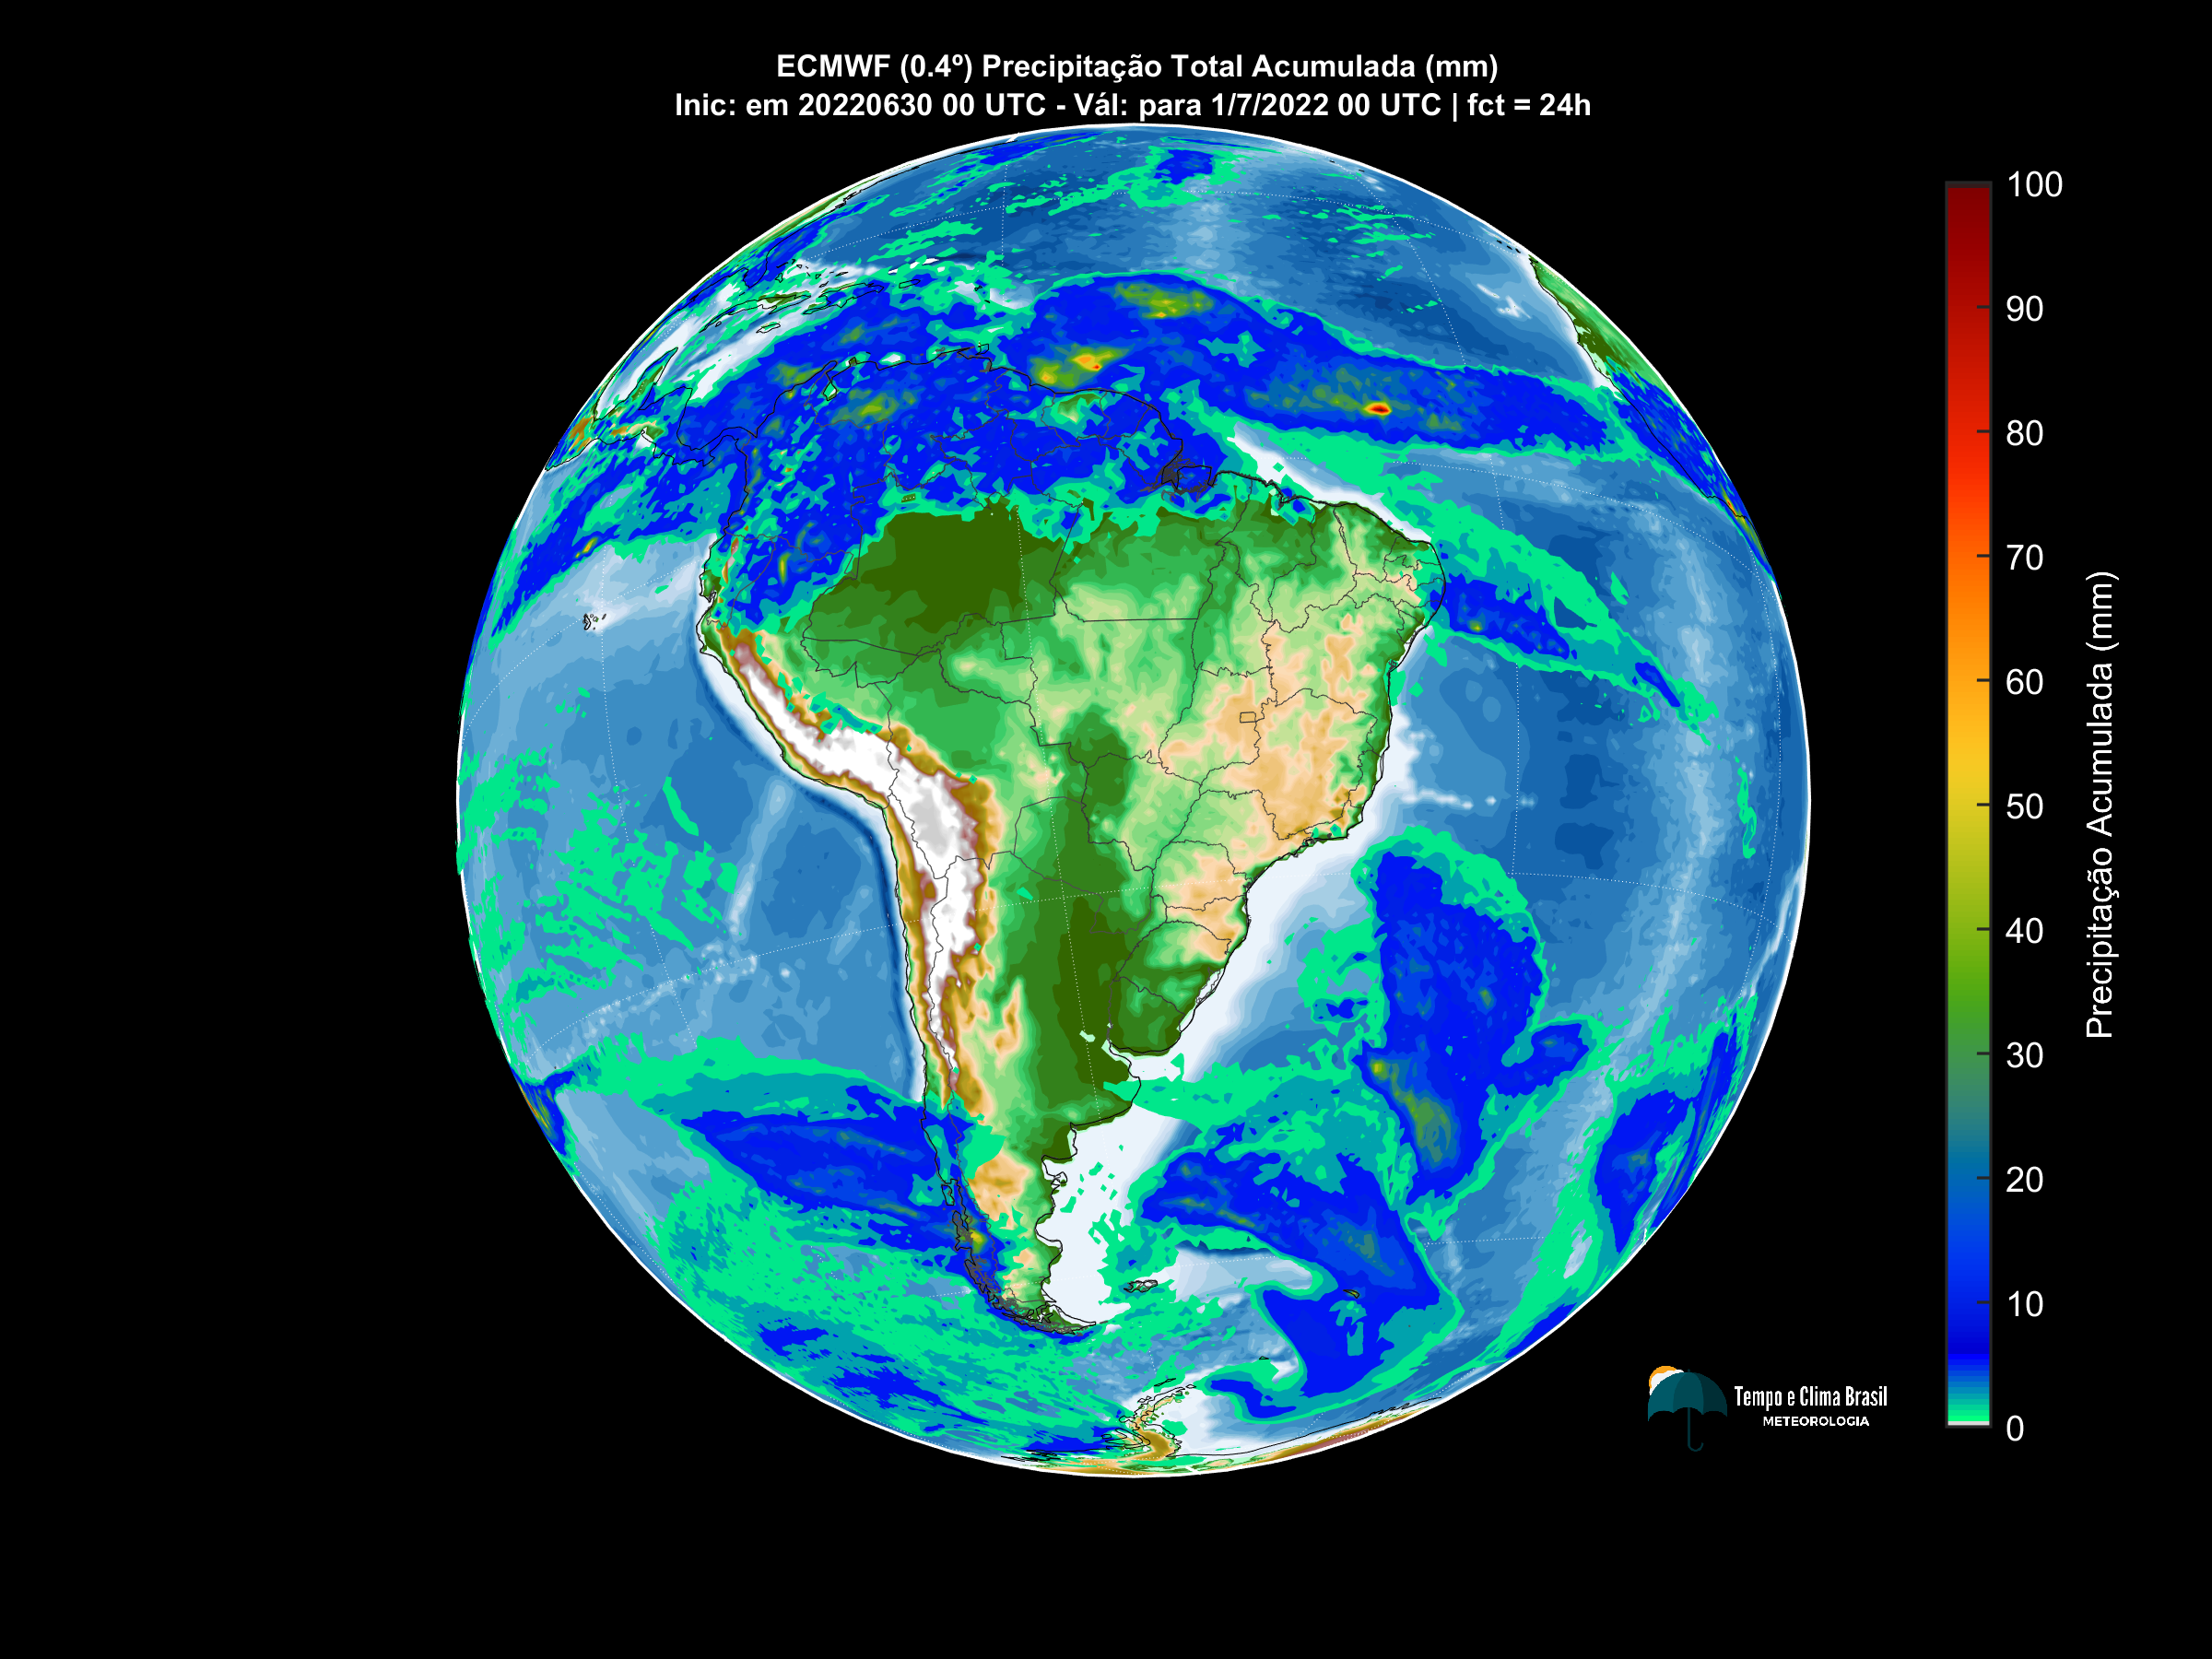 ECMWF (0.4º) Precipitação Total Acumulada (mm)
Inic: em 20220630 00 UTC - Vál: para 1/7/2022 00 UTC | fct = 24h
100
90
80
70
60
50
40
30
20
10
0
Precipitação Acumulada (mm)
Tempo e Clima Brasil
METEOROLOGIA